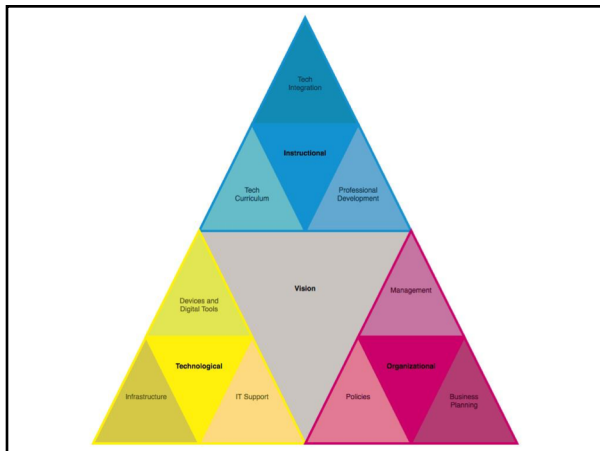 Tech
Integration
Instructional
Tech
Curriculum
Professional
Development
Vision
Devices and
Digital Tools
Management
Technological
Organizational
Infrastructure
IT Support
Policies
Business
Planning